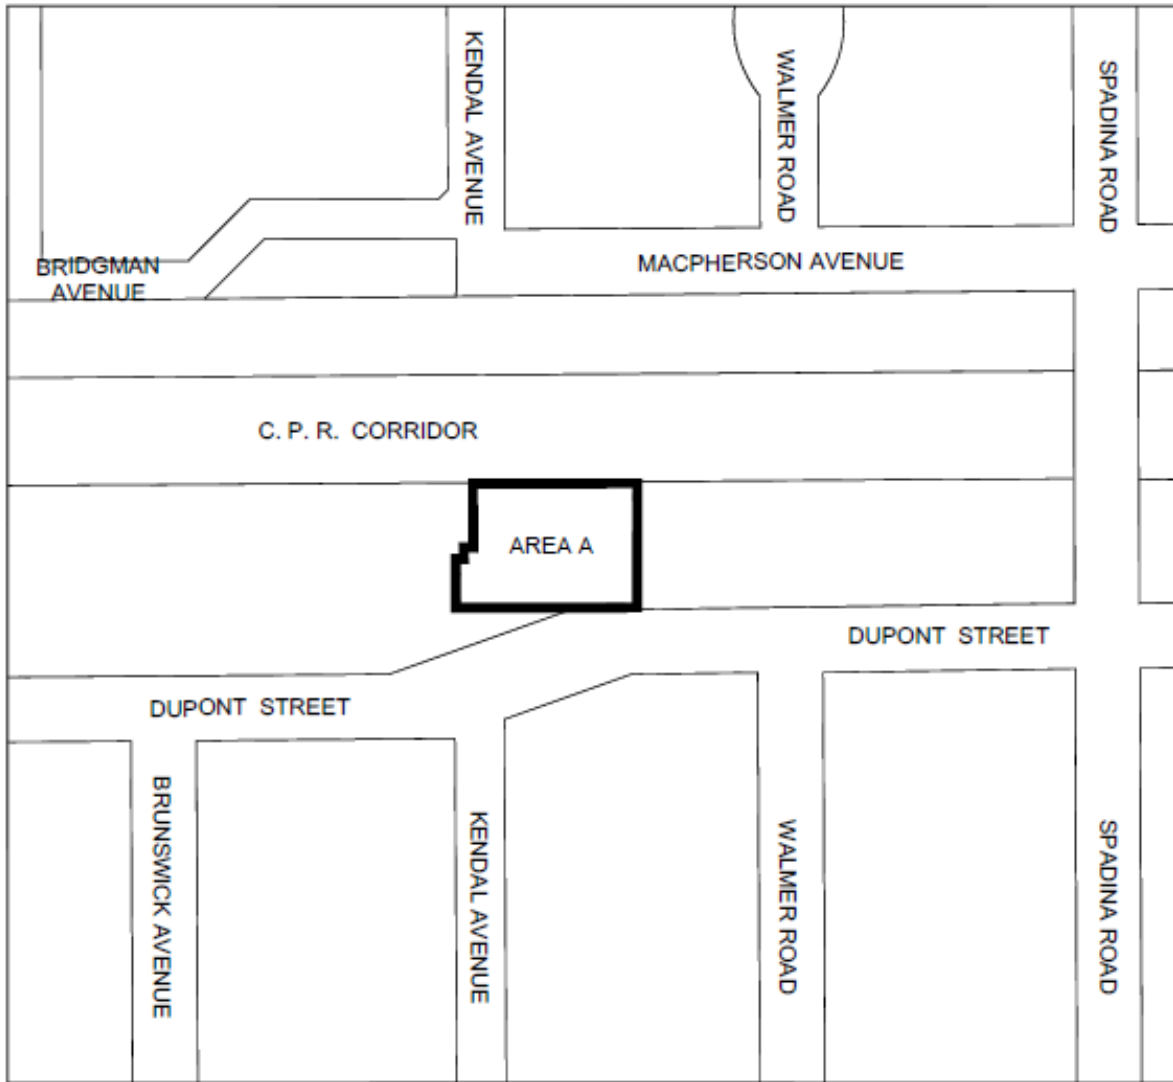 KENDAL AVENUE
WALMER ROAD
SPADINA ROAD
BRIDGMAN
AVENUE
MACPHERSON AVENUE
C. P. R. CORRIDOR
AREA A
DUPONT STREET
DUPONT STREET
BRUNSWICK AVENUE
KENDAL AVENUE
WALMER ROAD
SPADINA ROAD